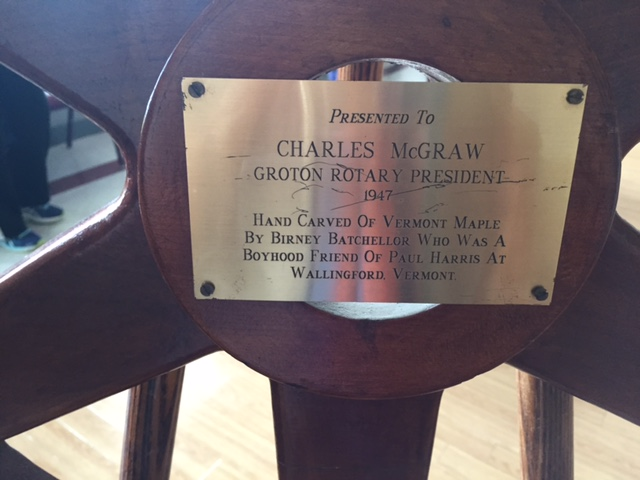 Presented To
CHARLES McGRAW
GROTON ROTARY PRESIDENT
1947
Hand Carved Of Vermont Maple
By Birney Batchellor Who Was A
Boyhood Friend Of Paul Harris At
Wallingford, Vermont.